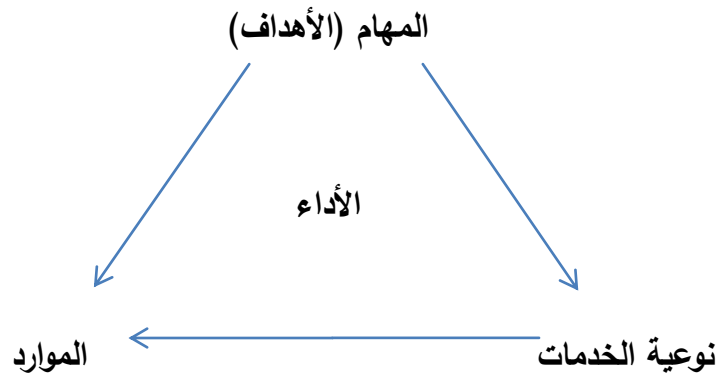 المهام (الأهداف)
الأداء
نوعية الخدمات
الموارد